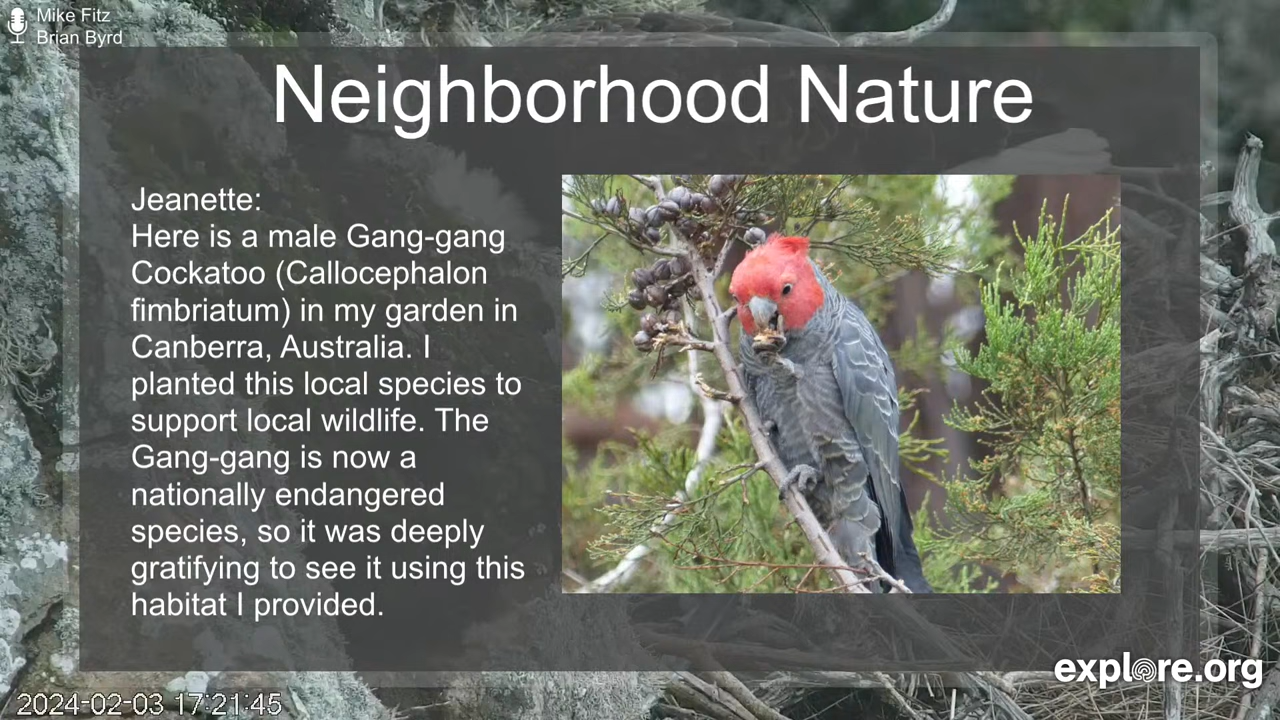 Mike Fitz
Brian Byrd
Neighborhood Nature
Jeanette:
Here is a male Gang-gang
Cockatoo (Callocephalon
fimbriatum) in my garden in
Canberra, Australia. I
planted this local species to
support local wildlife. The
Gang-gang is now a
nationally endangered
species, so it was deeply
gratifying to see it using this
habitat I provided.
explore.org
2024-02-03 17:21:45